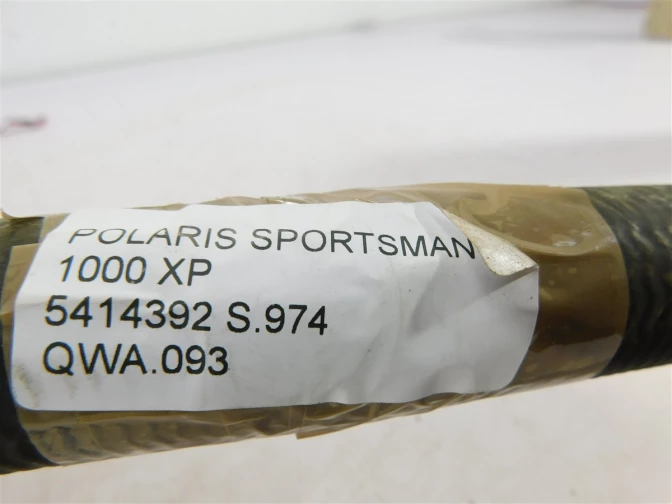 POLARIS SPORTSMAN
1000 XP
5414392 S.974
QWA.093